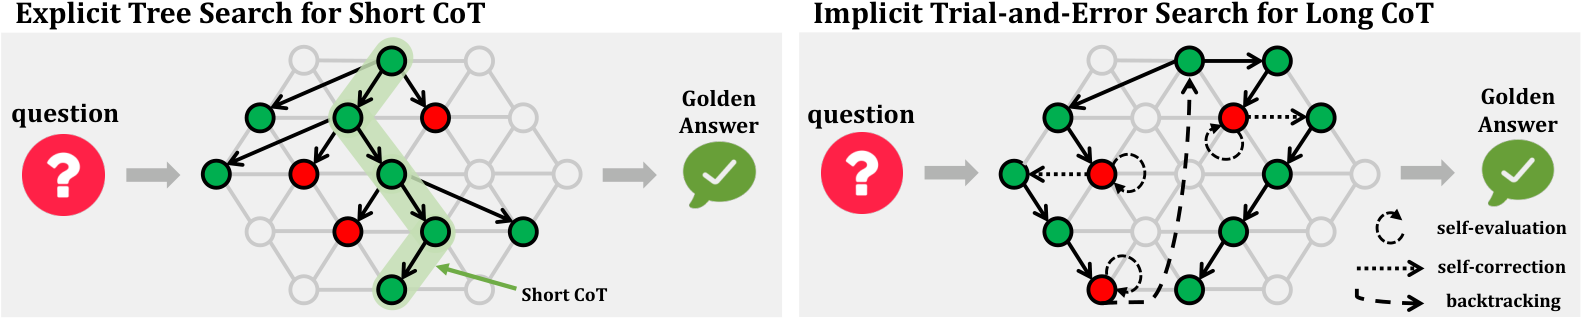 Explicit Tree Search for Short CoT
question
?
Golden
Answer
Short CoT
Implicit Trial-and-Error Search for Long CoT
question
?
Golden
Answer
self-evaluation
self-correction
backtracking